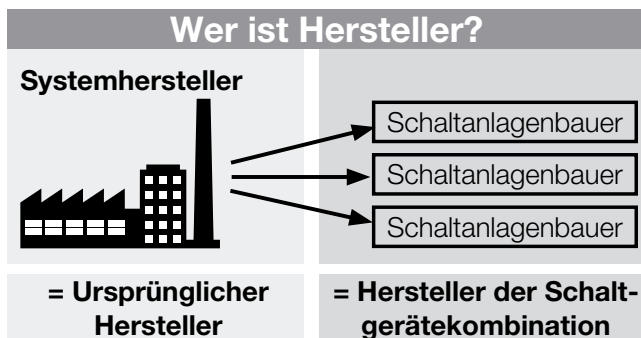 Wer ist Hersteller?
Systemhersteller
Schaltanlagenbauer
Schaltanlagenbauer
Schaltanlagenbauer
= Ursprünglicher
Hersteller
= Hersteller der Schalt-
gerätekombination